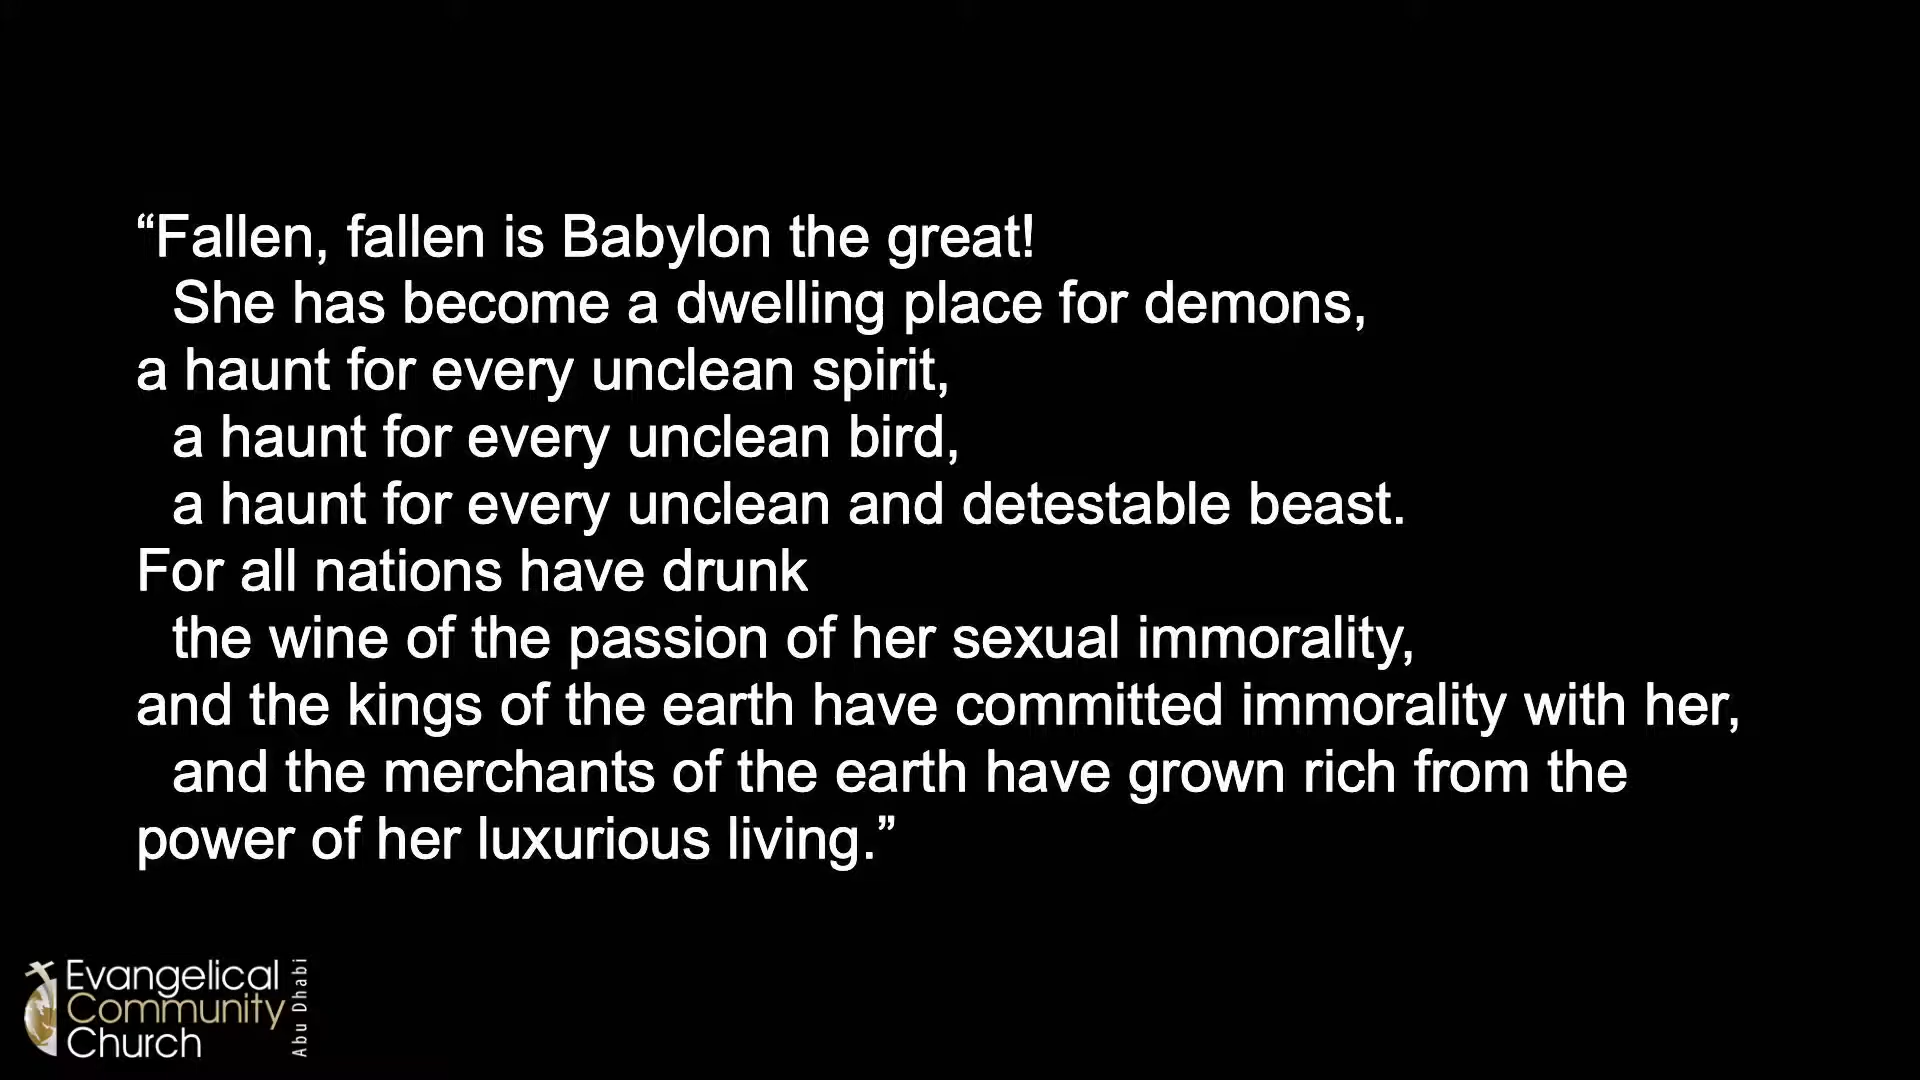 “Fallen, fallen is Babylon the great!
She has become a dwelling place for demons,
a haunt for every unclean spirit,
a haunt for every unclean bird,
a haunt for every unclean and detestable beast.
For all nations have drunk
the wine of the passion of her sexual immorality,
and the kings of the earth have committed immorality with her,
and the merchants of the earth have grown rich from the
power of her luxurious living.”
Evangelical
Community
Church
Abu Dhabi